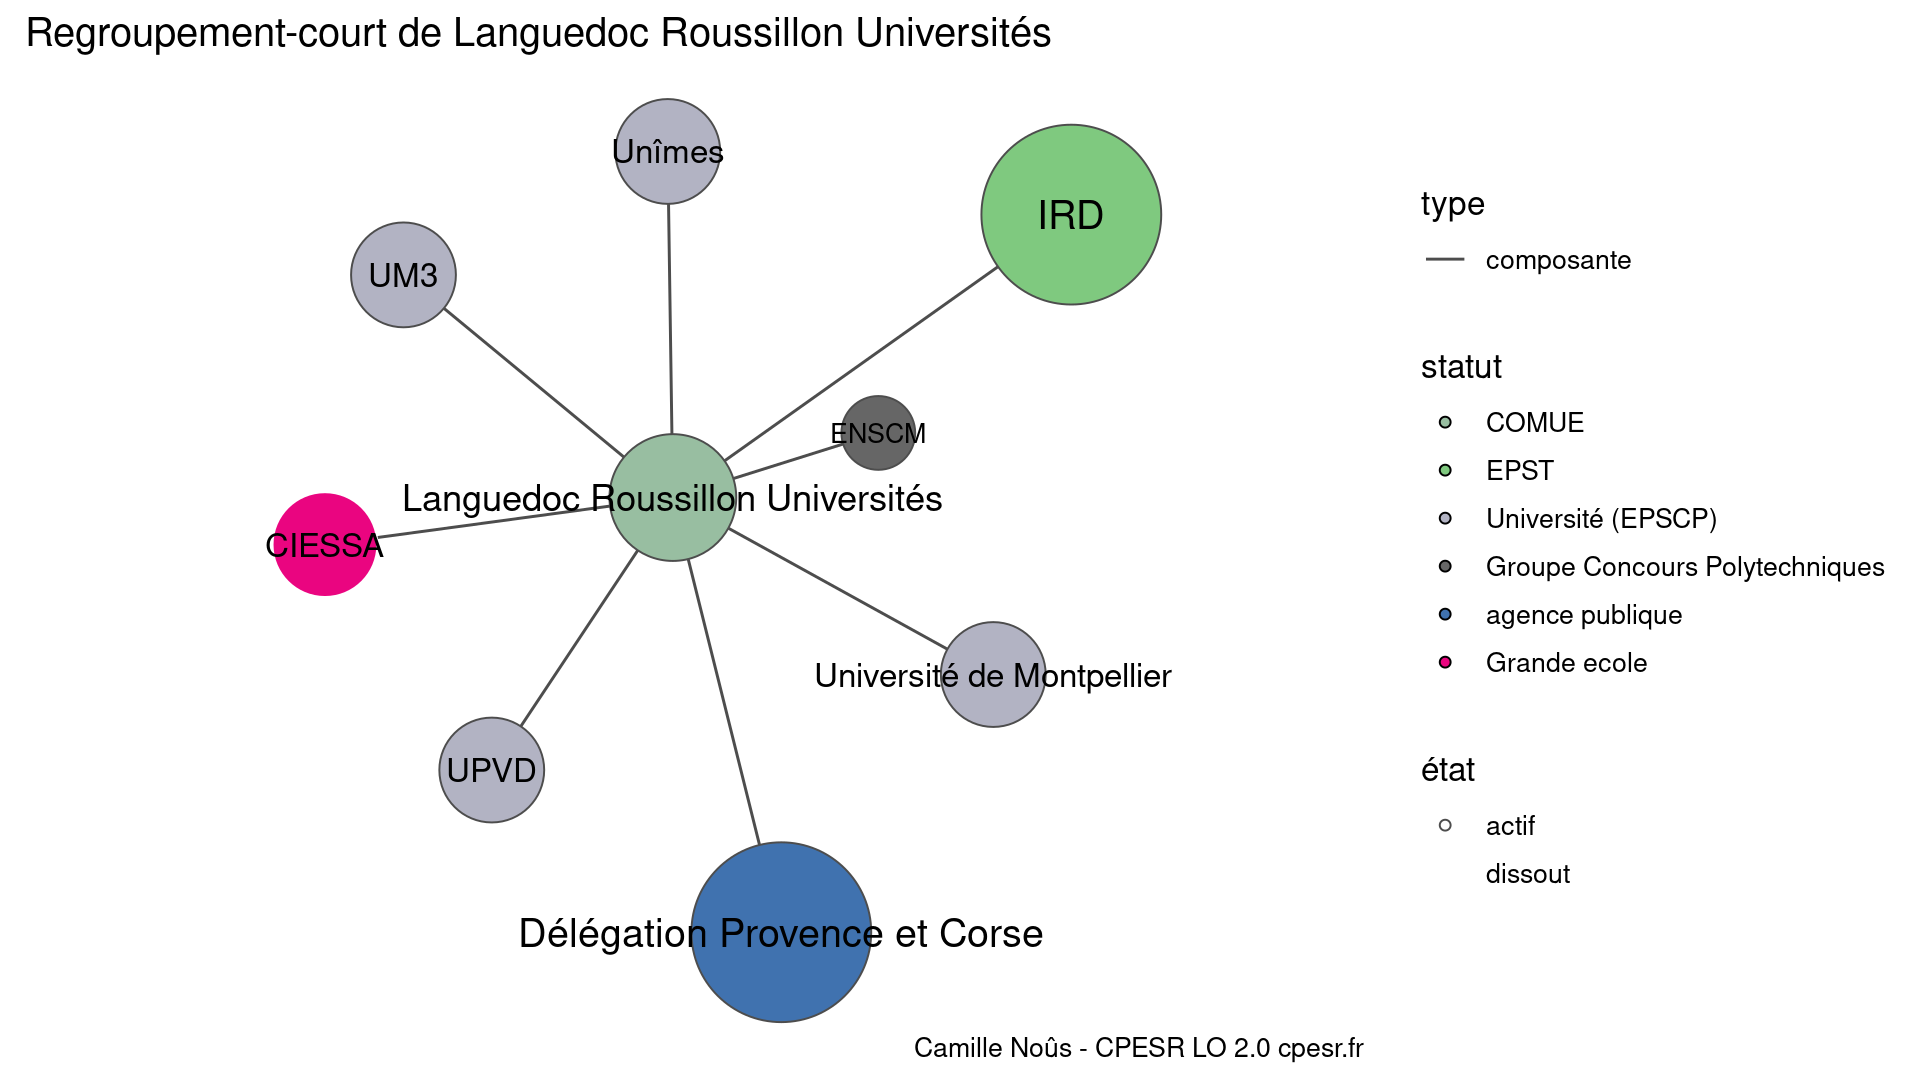 Regroupement-court de Languedoc Roussillon Universités
Unîmes
IRD
UM3
ENSCM
Languedoc Roussillon Universités
CIESSA
Université de Montpellier
UPVD
Délégation Provence et Corse
type
composante
statut
COMUE
EPST
Université (EPSCP)
Groupe Concours Polytechniques
agence publique
Grande ecole
état
actif
dissout
Camille Noûs - CPESR LO 2.0 cpesr.fr